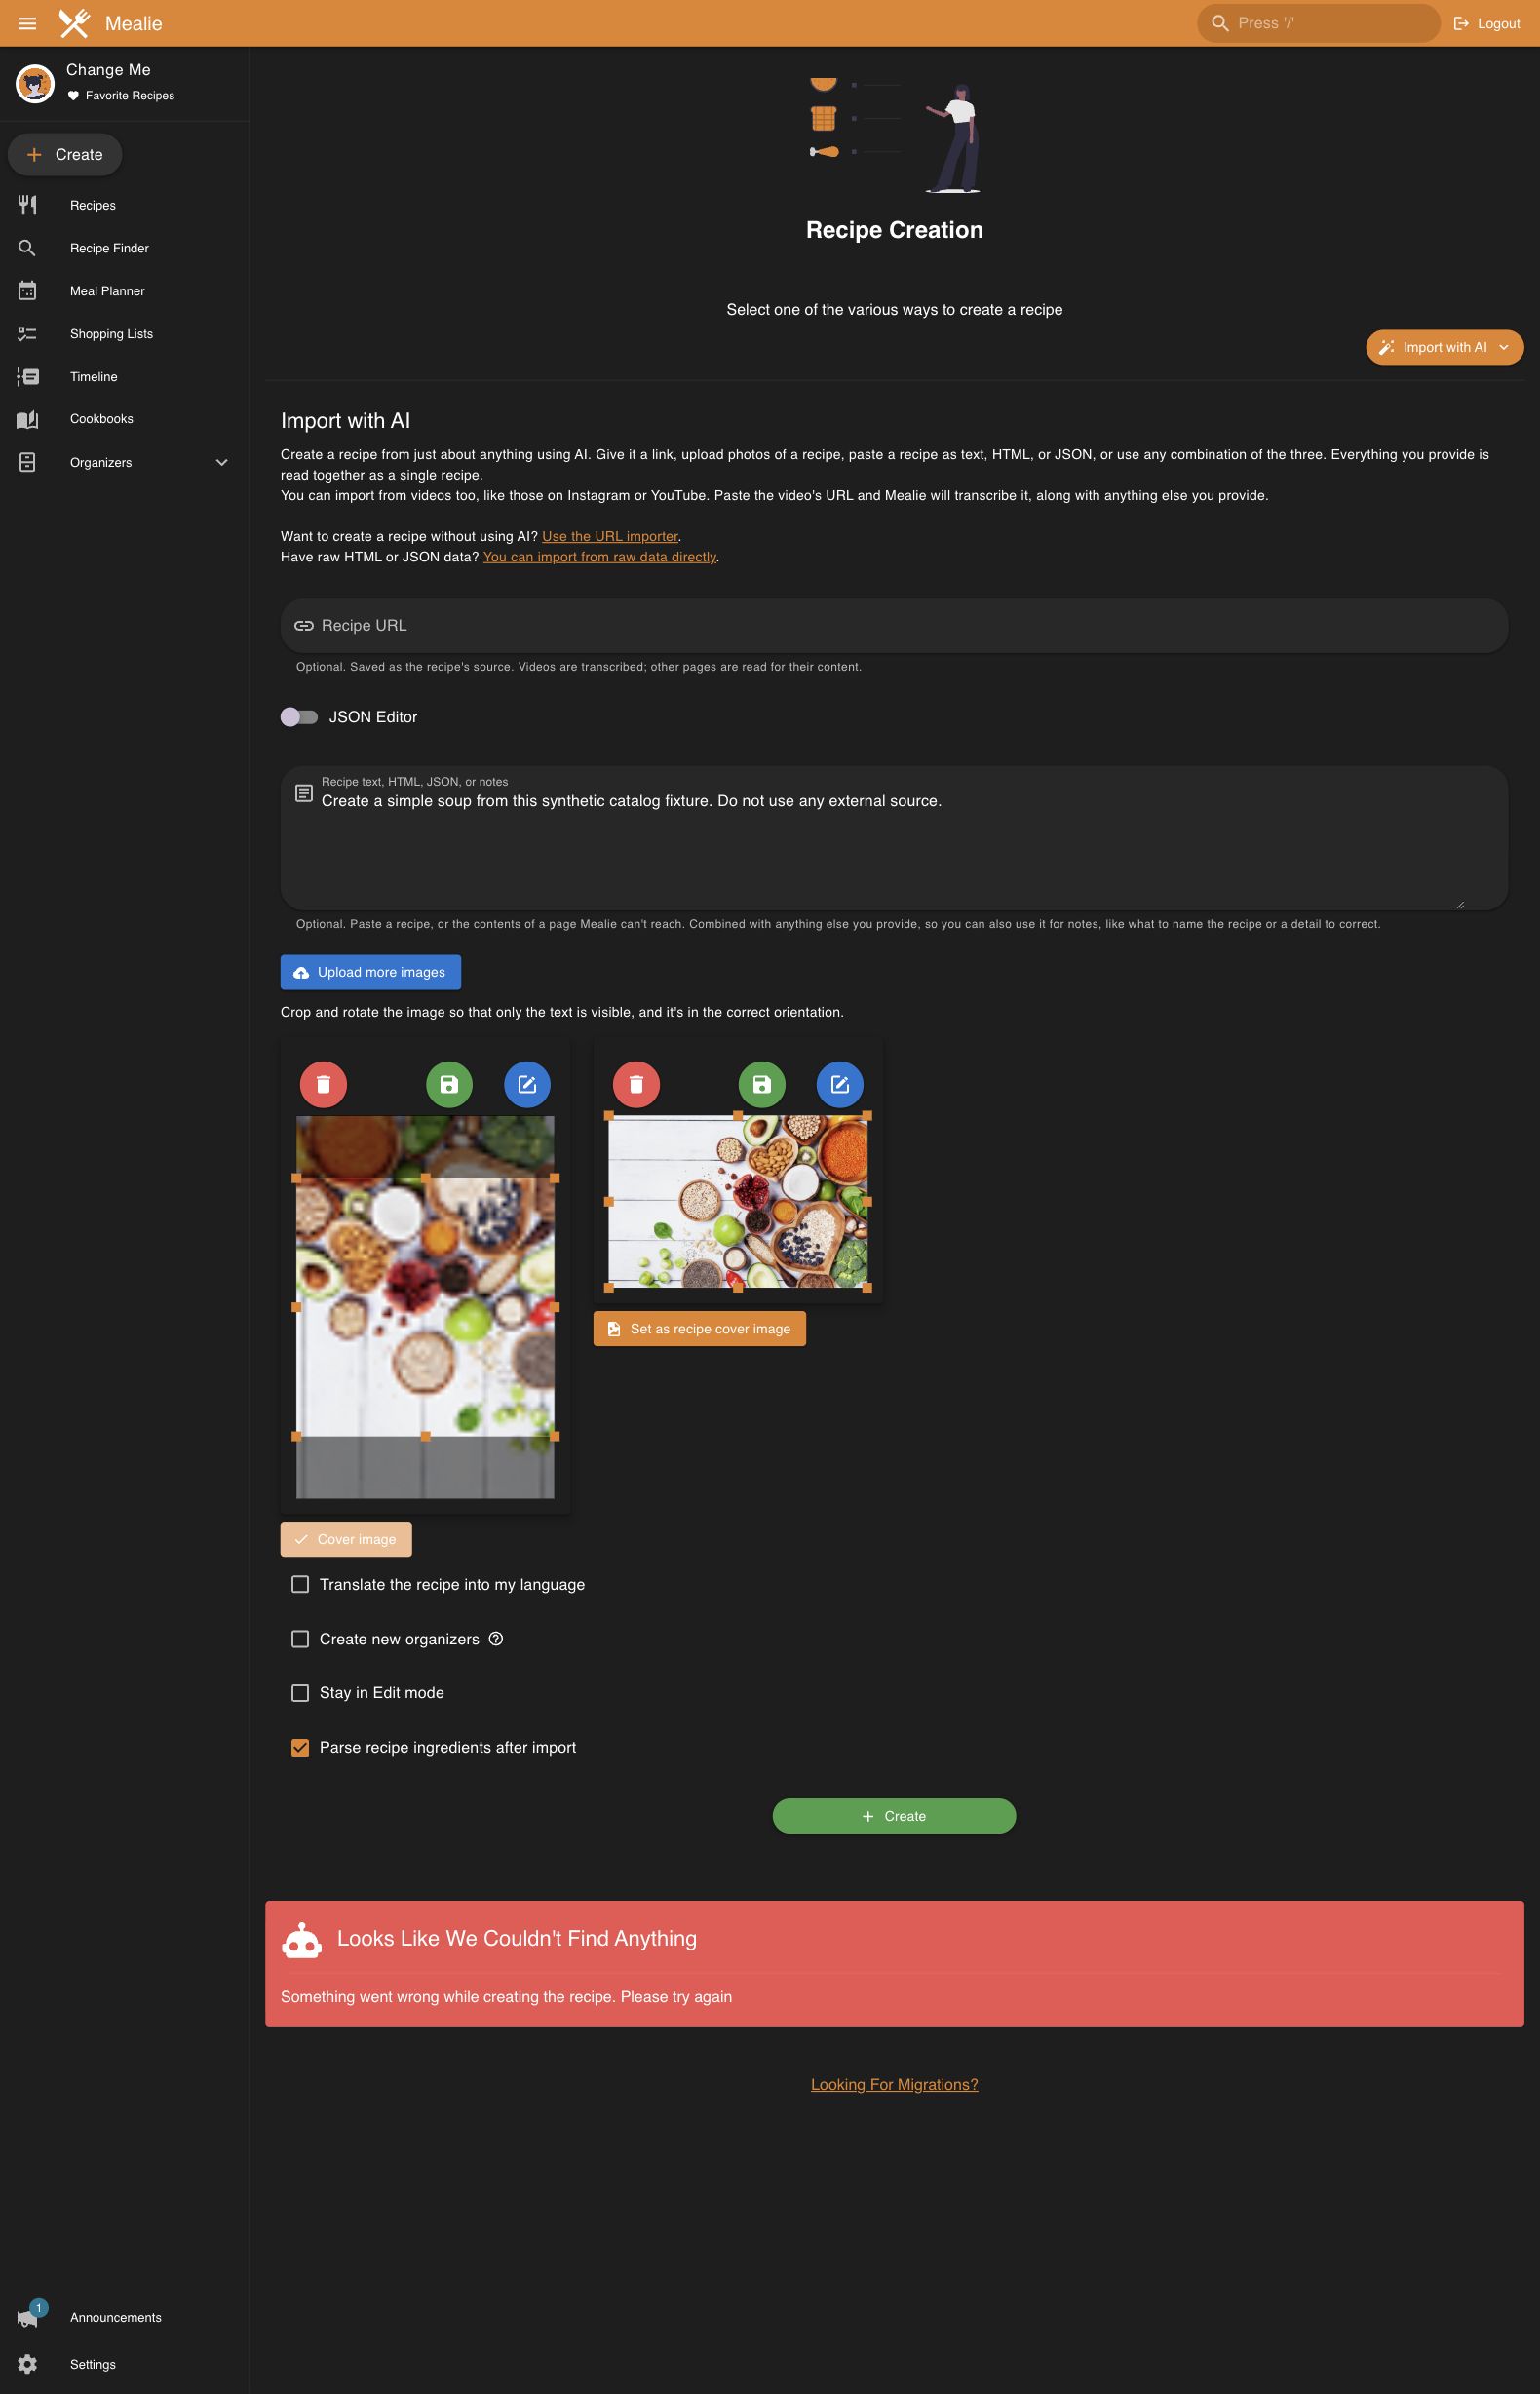 Mealie
Press '/'
Logout
Change Me
Favorite Recipes
Create
Recipes
Recipe Finder
Meal Planner
Shopping Lists
Timeline
Cookbooks
Organizers
Recipe Creation
Select one of the various ways to create a recipe
Import with AI
Import with AI
Create a recipe from just about anything using AI. Give it a link, upload photos of a recipe, paste a recipe as text, HTML, or JSON, or use any combination of the three. Everything you provide is
read together as a single recipe.
You can import from videos too, like those on Instagram or YouTube. Paste the video's URL and Mealie will transcribe it, along with anything else you provide.
Want to create a recipe without using AI? Use the URL importer.
Have raw HTML or JSON data? You can import from raw data directly.
Recipe URL
Optional. Saved as the recipe's source. Videos are transcribed; other pages are read for their content.
JSON Editor
Recipe text, HTML, JSON, or notes
Create a simple soup from this synthetic catalog fixture. Do not use any external source.
Optional. Paste a recipe, or the contents of a page Mealie can't reach. Combined with anything else you provide, so you can also use it for notes, like what to name the recipe or a detail to correct.
Upload more images
Crop and rotate the image so that only the text is visible, and it's in the correct orientation.
Set as recipe cover image
Cover image
Translate the recipe into my language
Create new organizers
Stay in Edit mode
Parse recipe ingredients after import
Create
Looks Like We Couldn't Find Anything
Something went wrong while creating the recipe. Please try again
Looking For Migrations?
1
Announcements
Settings